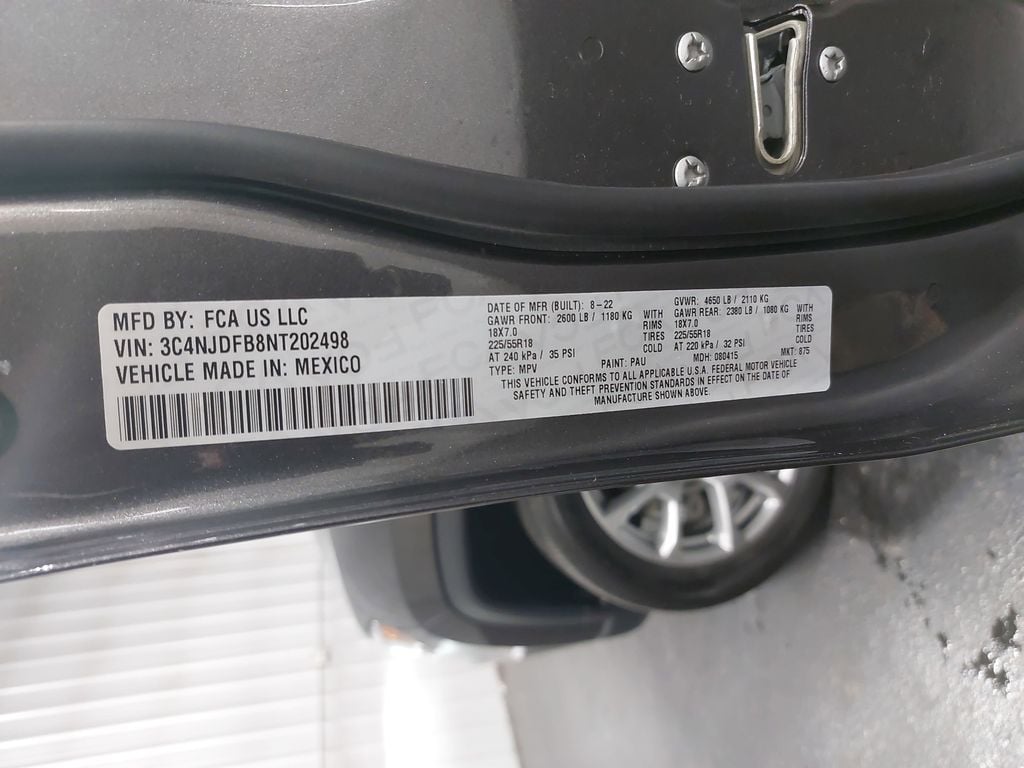 MFD BY: FCA US LLC
VIN: 3C4NJDFB8NT202498
VEHICLE MADE IN: MEXICO
DATE OF MFR (BUILT): 8-22
GAWR FRONT: 2600 LB / 1180 KG WITH
18X7.0 RIMS
225/55R18 TIRES
AT 240 kPa / 35 PSI COLD
TYPE: MPV PAINT: PAU
GVWR: 4650 LB / 2110 KG
GAWR REAR: 2380 LB / 1080 KG WITH
18X7.0 RIMS
225/55R18 TIRES
AT 220 kPa / 32 PSI COLD
MDH: 080415 MKT: 875
THIS VEHICLE CONFORMS TO ALL APPLICABLE U.S.A. FEDERAL MOTOR VEHICLE
SAFETY AND THEFT PREVENTION STANDARDS IN EFFECT ON THE DATE OF
MANUFACTURE SHOWN ABOVE.